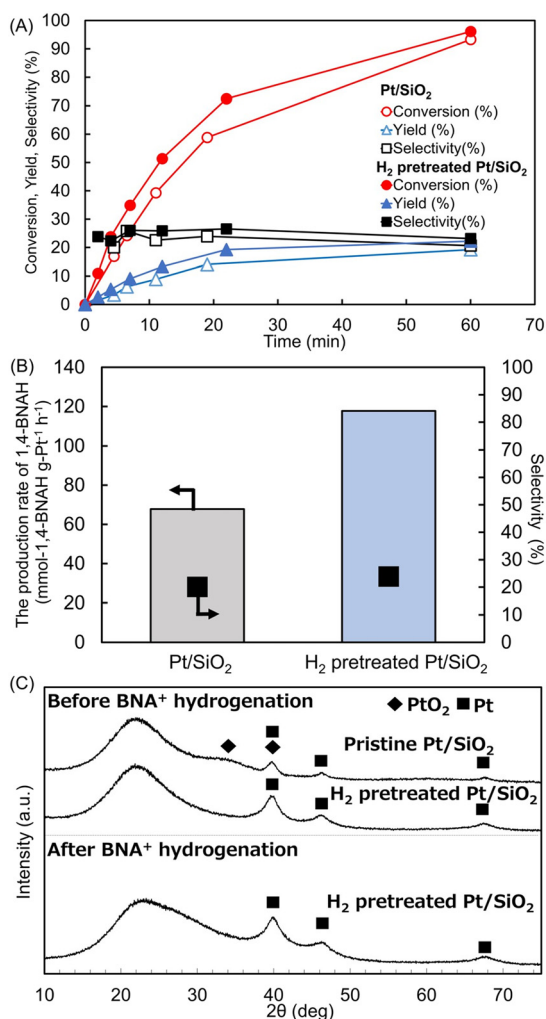 (A)
Conversion, Yield, Selectivity (%)
100
90
80
70
60
50
40
30
20
10
0
Pt/SiO₂
Conversion (%)
Yield (%)
Selectivity(%)
H₂ pretreated Pt/SiO₂
Conversion (%)
Yield (%)
Selectivity(%)
0 10 20 30 40 50 60 70
Time (min)
(B)
The production rate of 1,4-BNAH
(mmol-1,4-BNAH g-Pt⁻¹ h⁻¹)
140
120
100
80
60
40
20
0
100
90
80
70
60
50
40
30
20
10
0
Selectivity (%)
Pt/SiO₂ H₂ pretreated Pt/SiO₂
(C)
Intensity (a.u.)
Before BNA⁺ hydrogenation
PtO₂ Pt
Pristine Pt/SiO₂
H₂ pretreated Pt/SiO₂
After BNA⁺ hydrogenation
H₂ pretreated Pt/SiO₂
10 20 30 40 50 60 70
2θ (deg)